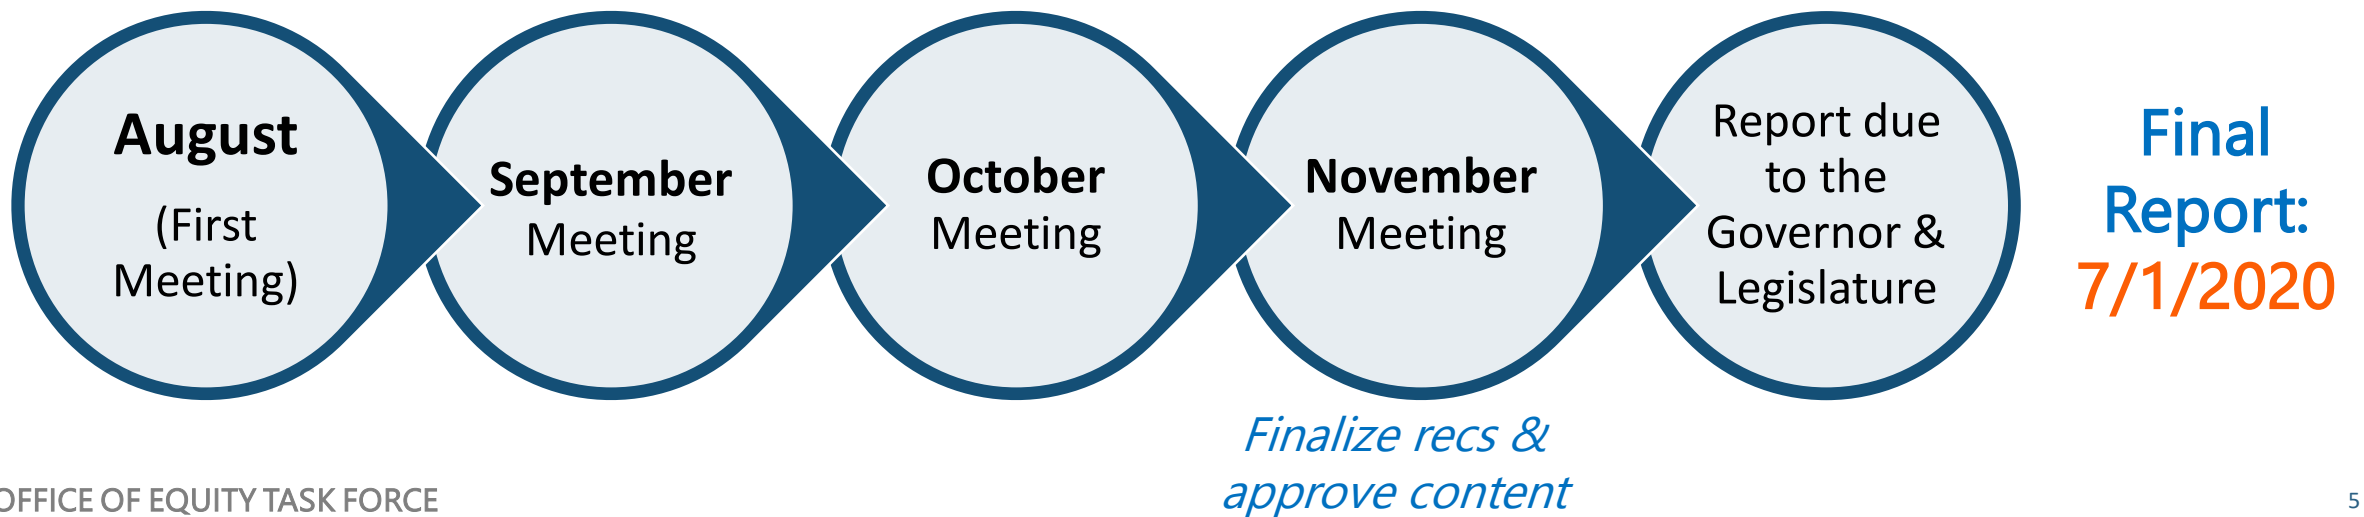 August
(First
Meeting)
September
Meeting
October
Meeting
November
Meeting
Report due
to the
Governor &
Legislature
Final
Report:
7/1/2020
Finalize recs &
approve content
OFFICE OF EQUITY TASK FORCE
5